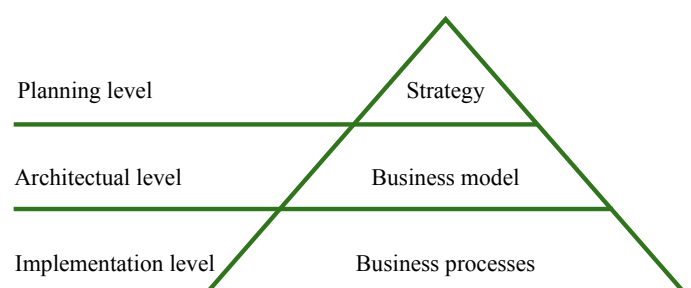 Planning level Strategy
Architectual level Business model
Implementation level Business processes